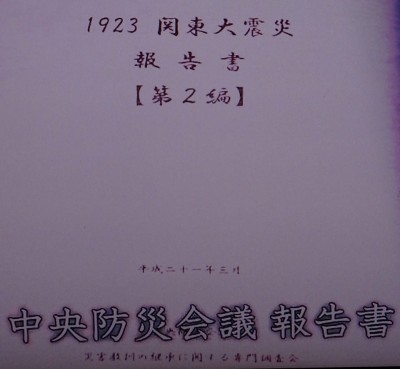 1923 関東大震災
報告書
【第2編】
平成二十一年三月
中央防災会議 報告書
災害教訓の継承に関する専門調査会